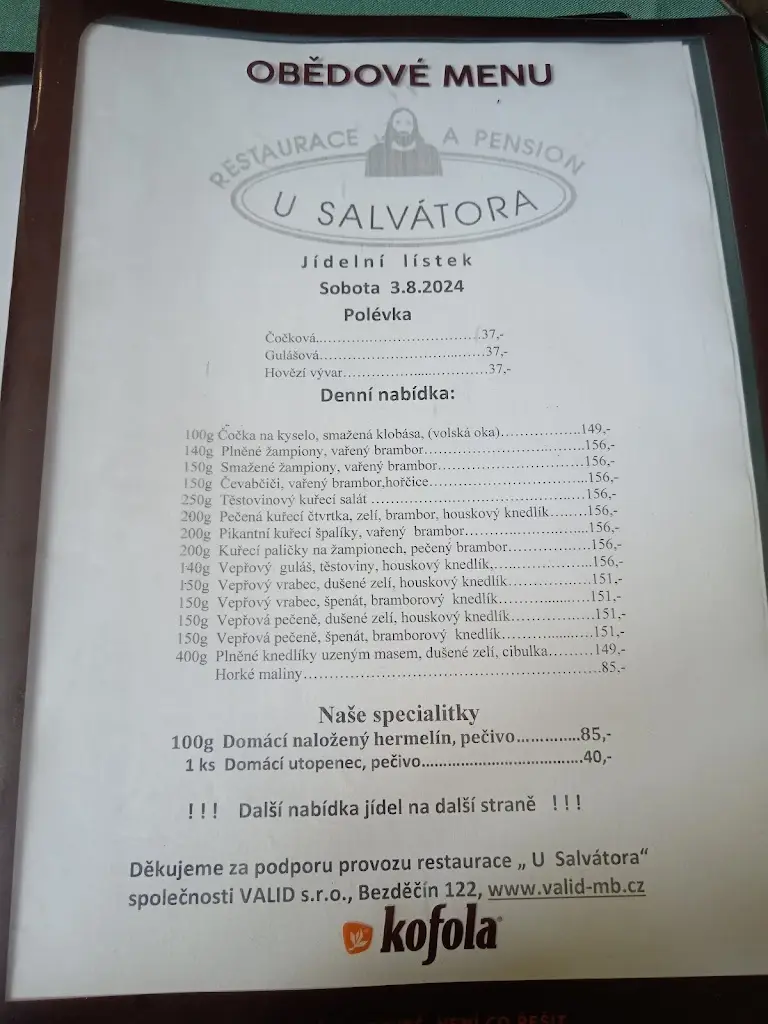 OBĚDOVÉ MENU
RESTAURACE A PENSION
U SALVÁTORA
Jídelní lístek
Sobota 3.8.2024
Polévka
Čočková..............................................37,-
Gulášová.............................................37,-
Hovězí vývar........................................37,-
Denní nabídka:
100g Čočka na kyselo, smažená klobása, (volská oka)....................149,-
140g Plněné žampiony, vařený brambor........................................156,-
150g Smažené žampiony, vařený brambor.....................................156,-
150g Čevabčiči, vařený brambor,hořčice.......................................156,-
250g Těstovinový kuřecí salát .....................................................156,-
200g Pečená kuřecí čtvrtka, zelí, brambor, houskový knedlík.........156,-
200g Pikantní kuřecí špalíky, vařený brambor...............................156,-
200g Kuřecí paličky na žampionech, pečený brambor....................156,-
140g Vepřový guláš, těstoviny, houskový knedlík,........................156,-
150g Vepřový vrabec, dušené zelí, houskový knedlík.....................151,-
150g Vepřový vrabec, špenát, bramborový knedlík.......................151,-
150g Vepřová pečeně, dušené zelí, houskový knedlík.....................151,-
150g Vepřová pečeně, špenát, bramborový knedlík.......................151,-
400g Plněné knedlíky uzeným masem, dušené zelí, cibulka...........149,-
Horké maliny...........................................................................85,-
Naše specialitky
100g Domácí naložený hermelín, pečivo...............85,-
1 ks Domácí utopenec, pečivo.....................................40,-
!!! Další nabídka jídel na další straně !!!
Děkujeme za podporu provozu restaurace „ U Salvátora“
společnosti VALID s.r.o., Bezděčín 122, www.valid-mb.cz
kofola
NENÍ CO ŘEŠIT